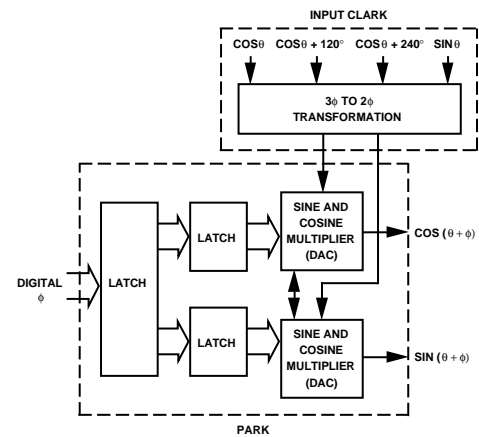 INPUT CLARK
COSθ COSθ + 120° COSθ + 240° SINθ
3ϕ TO 2ϕ
TRANSFORMATION
SINE AND
COSINE
MULTIPLIER
(DAC)
COS (θ + ϕ)
LATCH
LATCH
DIGITAL
ϕ
LATCH
SINE AND
COSINE
MULTIPLIER
(DAC)
SIN (θ + ϕ)
PARK